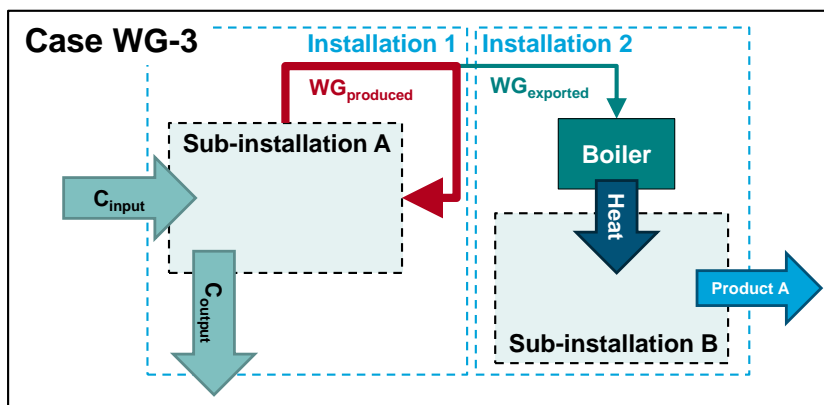 Case WG-3
Installation 1
Installation 2
WGproduced
WGexported
Sub-installation A
Boiler
Cinput
Heat
Coutput
Product A
Sub-installation B